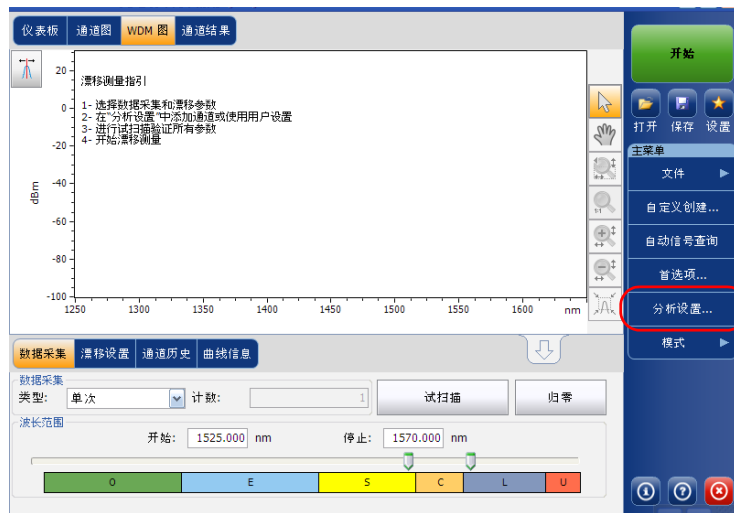 仪表板 通道图 WDM 图 通道结果
漂移测量指引
1- 选择数据采集和漂移参数
2- 在"分析设置"中添加通道或使用用户设置
3- 进行试扫描验证所有参数
4- 开始漂移测量
dBm
20
0
-20
-40
-60
-80
-100
1250 1300 1350 1400 1450 1500 1550 1600 nm
1:1
数据采集 漂移设置 通道历史 曲线信息
数据采集
类型: 单次 计数: 1 试扫描 归零
波长范围
开始: 1525.000 nm 停止: 1570.000 nm
O E S C L U
开始
打开 保存 设置
主菜单
文件
自定义创建...
自动信号查询
首选项...
分析设置...
模式